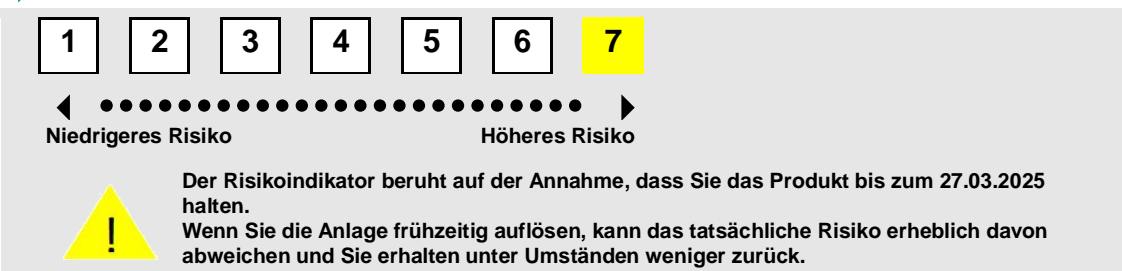 1 2 3 4 5 6 7
Niedrigeres Risiko Höheres Risiko
Der Risikoindikator beruht auf der Annahme, dass Sie das Produkt bis zum 27.03.2025
halten.
!
Wenn Sie die Anlage frühzeitig auflösen, kann das tatsächliche Risiko erheblich davon
abweichen und Sie erhalten unter Umständen weniger zurück.